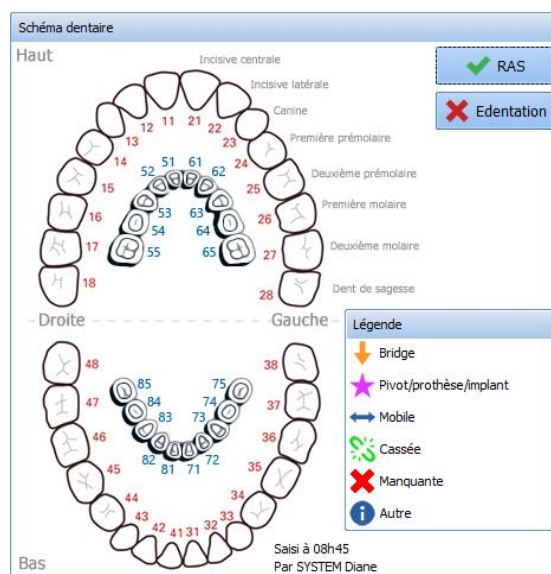 Schéma dentaire
Haut
RAS
Edentation
Incisive centrale
Incisive latérale
Canine
Première prémolaire
Deuxième prémolaire
Première molaire
Deuxième molaire
Dent de sagesse
11 21
12 22
13 23
14 24
15 25
16 26
17 27
18 28
51 61
52 62
53 63
54 64
55 65
Droite Gauche
48 38
47 37
46 36
45 35
44 34
43 33
42 41 31 32
85 75
84 74
83 73
82 81 71 72
Bas
Légende
Bridge
Pivot/prothèse/implant
Mobile
Cassée
Manquante
Autre
Saisi à 08h45
Par SYSTEM Diane